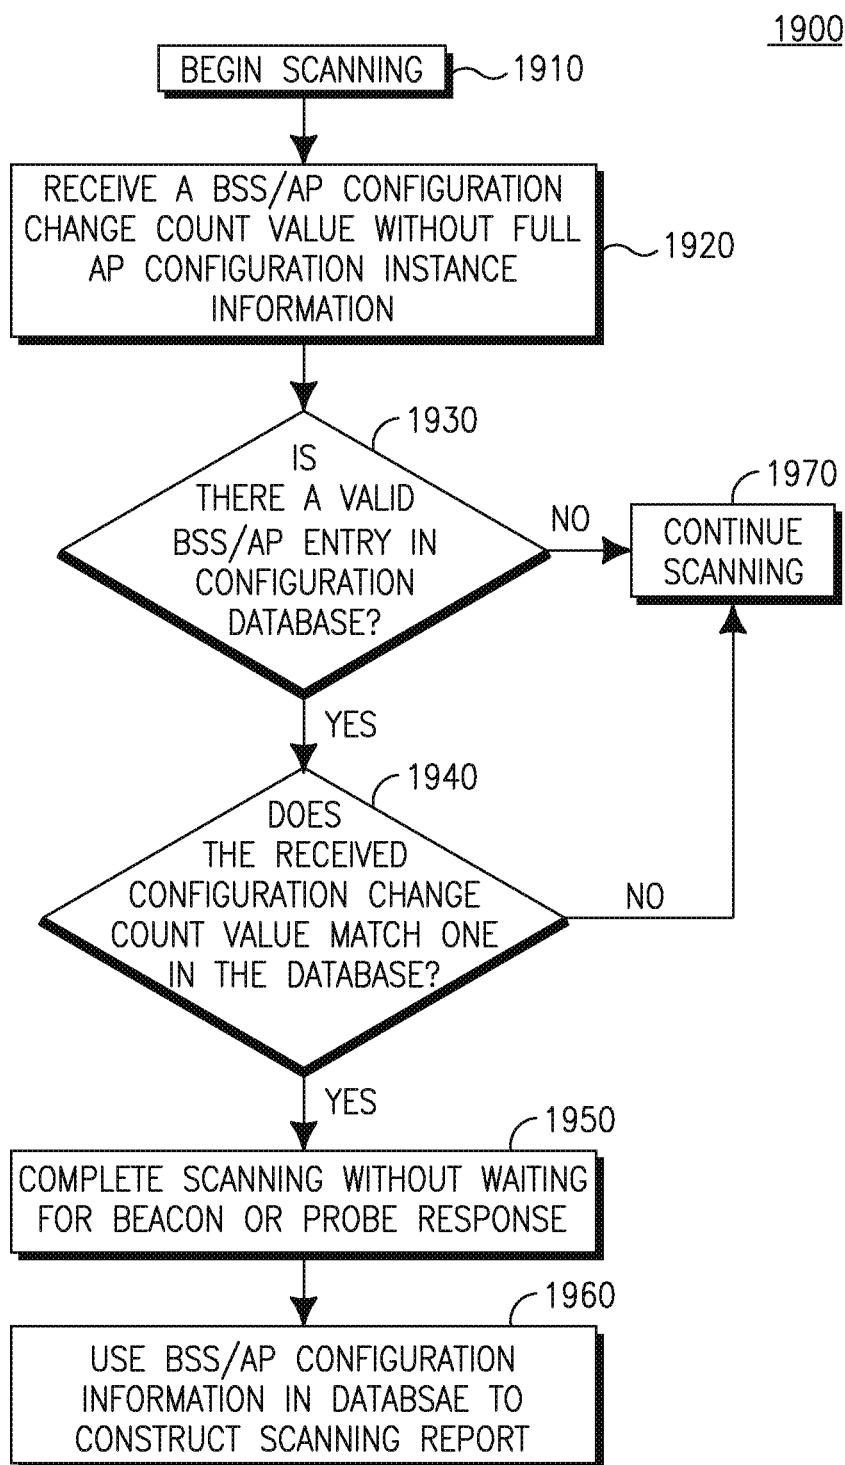 1900
BEGIN SCANNING
1910
RECEIVE A BSS/AP CONFIGURATION
CHANGE COUNT VALUE WITHOUT FULL
AP CONFIGURATION INSTANCE
INFORMATION
1920
1930
IS
THERE A VALID
BSS/AP ENTRY IN
CONFIGURATION
DATABASE?
NO
1970
CONTINUE
SCANNING
YES
1940
DOES
THE RECEIVED
CONFIGURATION CHANGE
COUNT VALUE MATCH ONE
IN THE DATABASE?
NO
YES
1950
COMPLETE SCANNING WITHOUT WAITING
FOR BEACON OR PROBE RESPONSE
1960
USE BSS/AP CONFIGURATION
INFORMATION IN DATABSAE TO
CONSTRUCT SCANNING REPORT